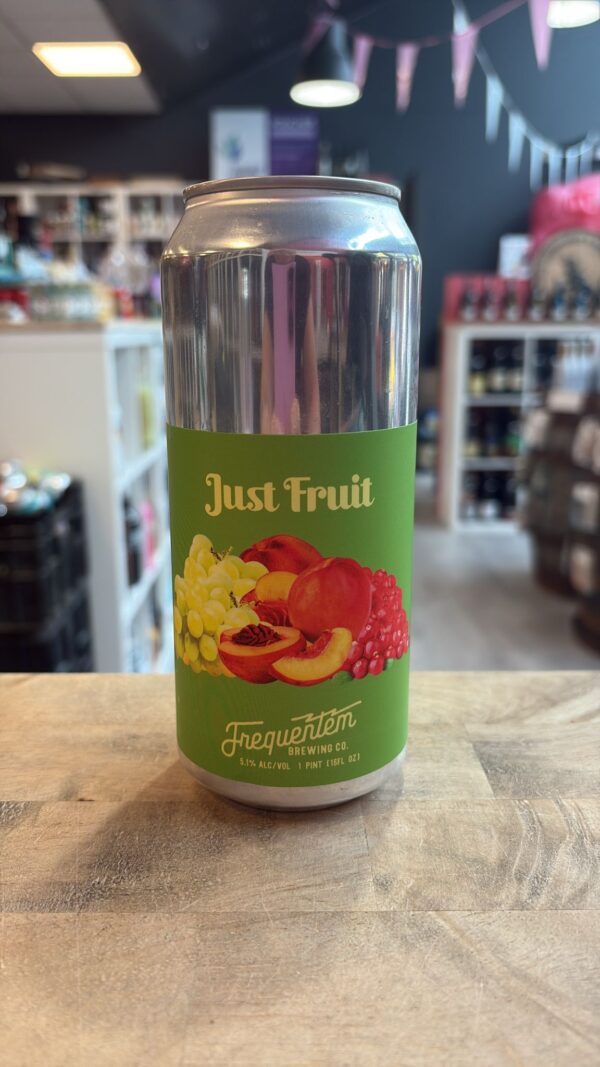 Just Fruit
Frequentem
BREWING CO.
5.1% ALC/VOL 1 PINT (16FL OZ)